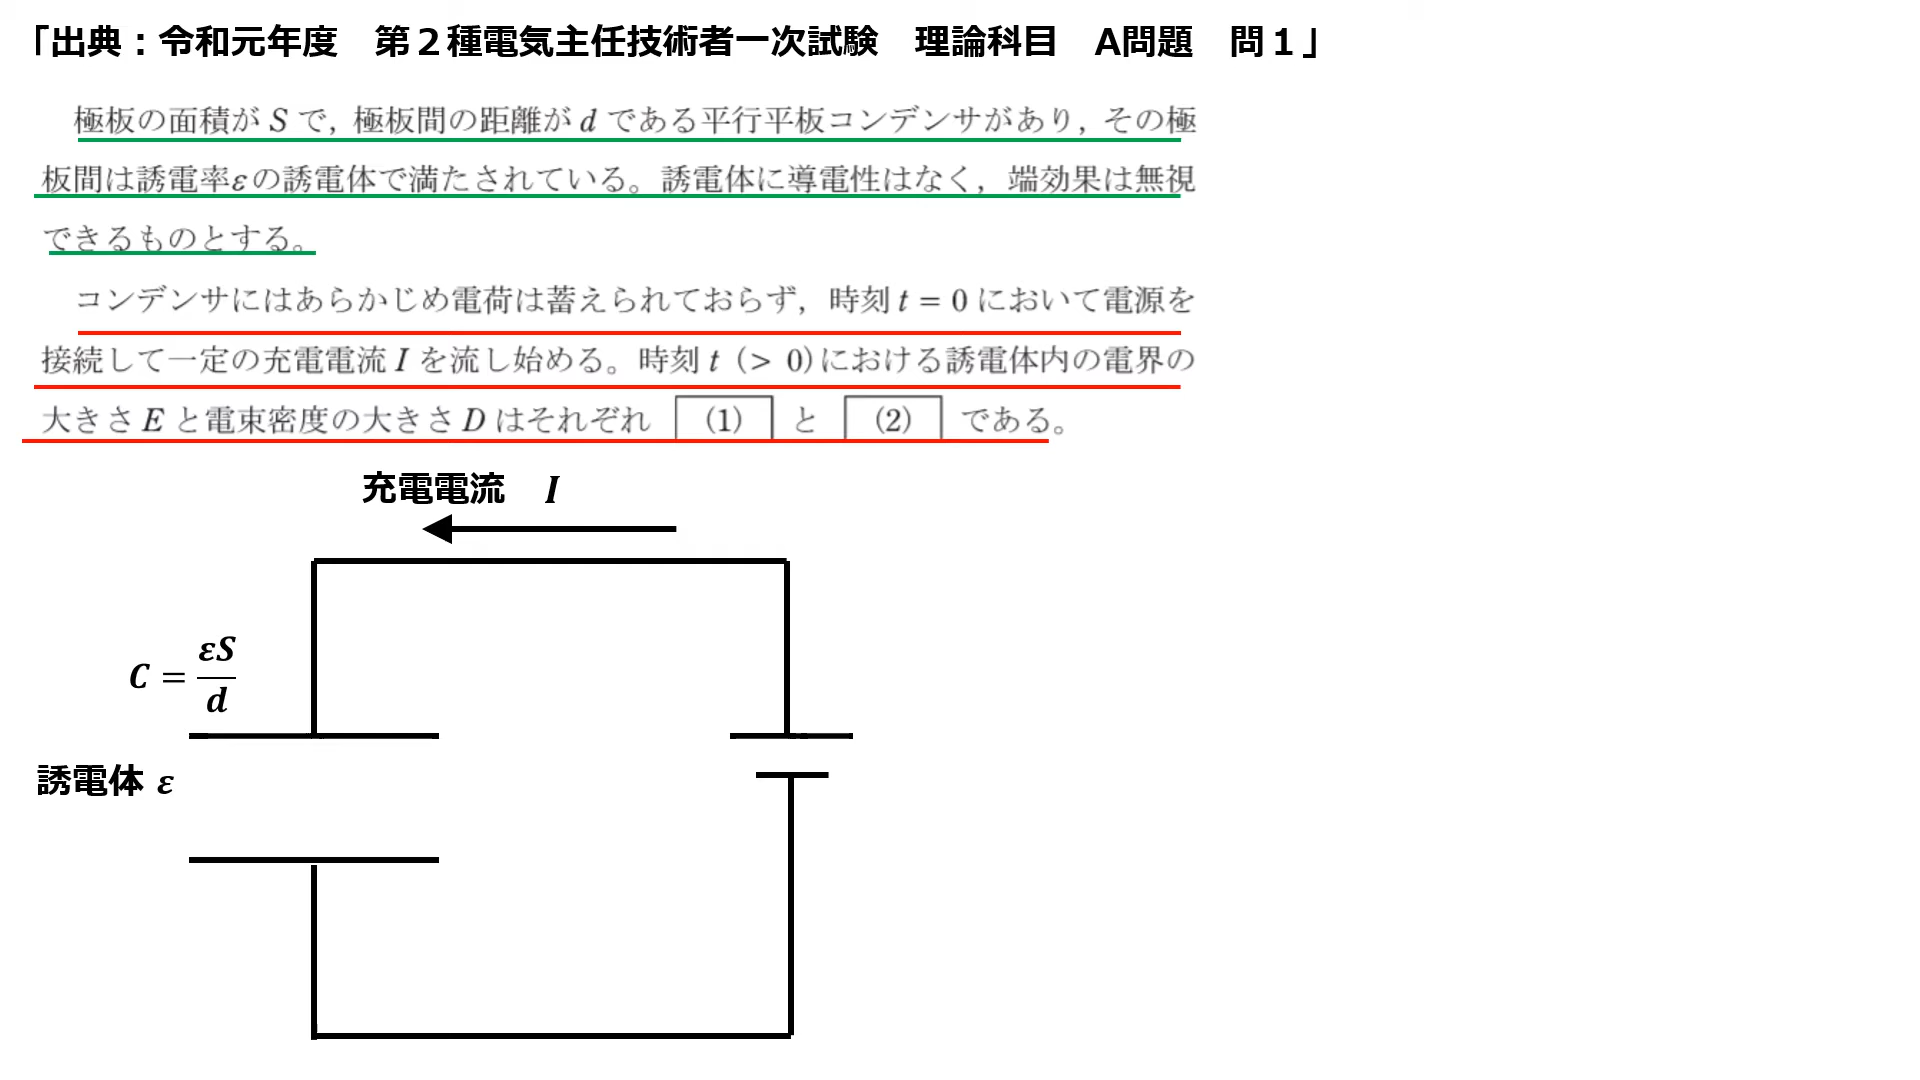 「出典：令和元年度　第２種電気主任技術者一次試験　理論科目　A問題　問１」
極板の面積が S で, 極板間の距離が d である平行平板コンデンサがあり, その極
板間は誘電率εの誘電体で満たされている。誘電体に導電性はなく, 端効果は無視
できるものとする。
コンデンサにはあらかじめ電荷は蓄えられておらず, 時刻 t = 0 において電源を
接続して一定の充電電流 I を流し始める。時刻 t (> 0)における誘電体内の電界の
大きさ E と電束密度の大きさ D はそれぞれ (1) と (2) である。
充電電流　I
C = εS/d
誘電体 ε